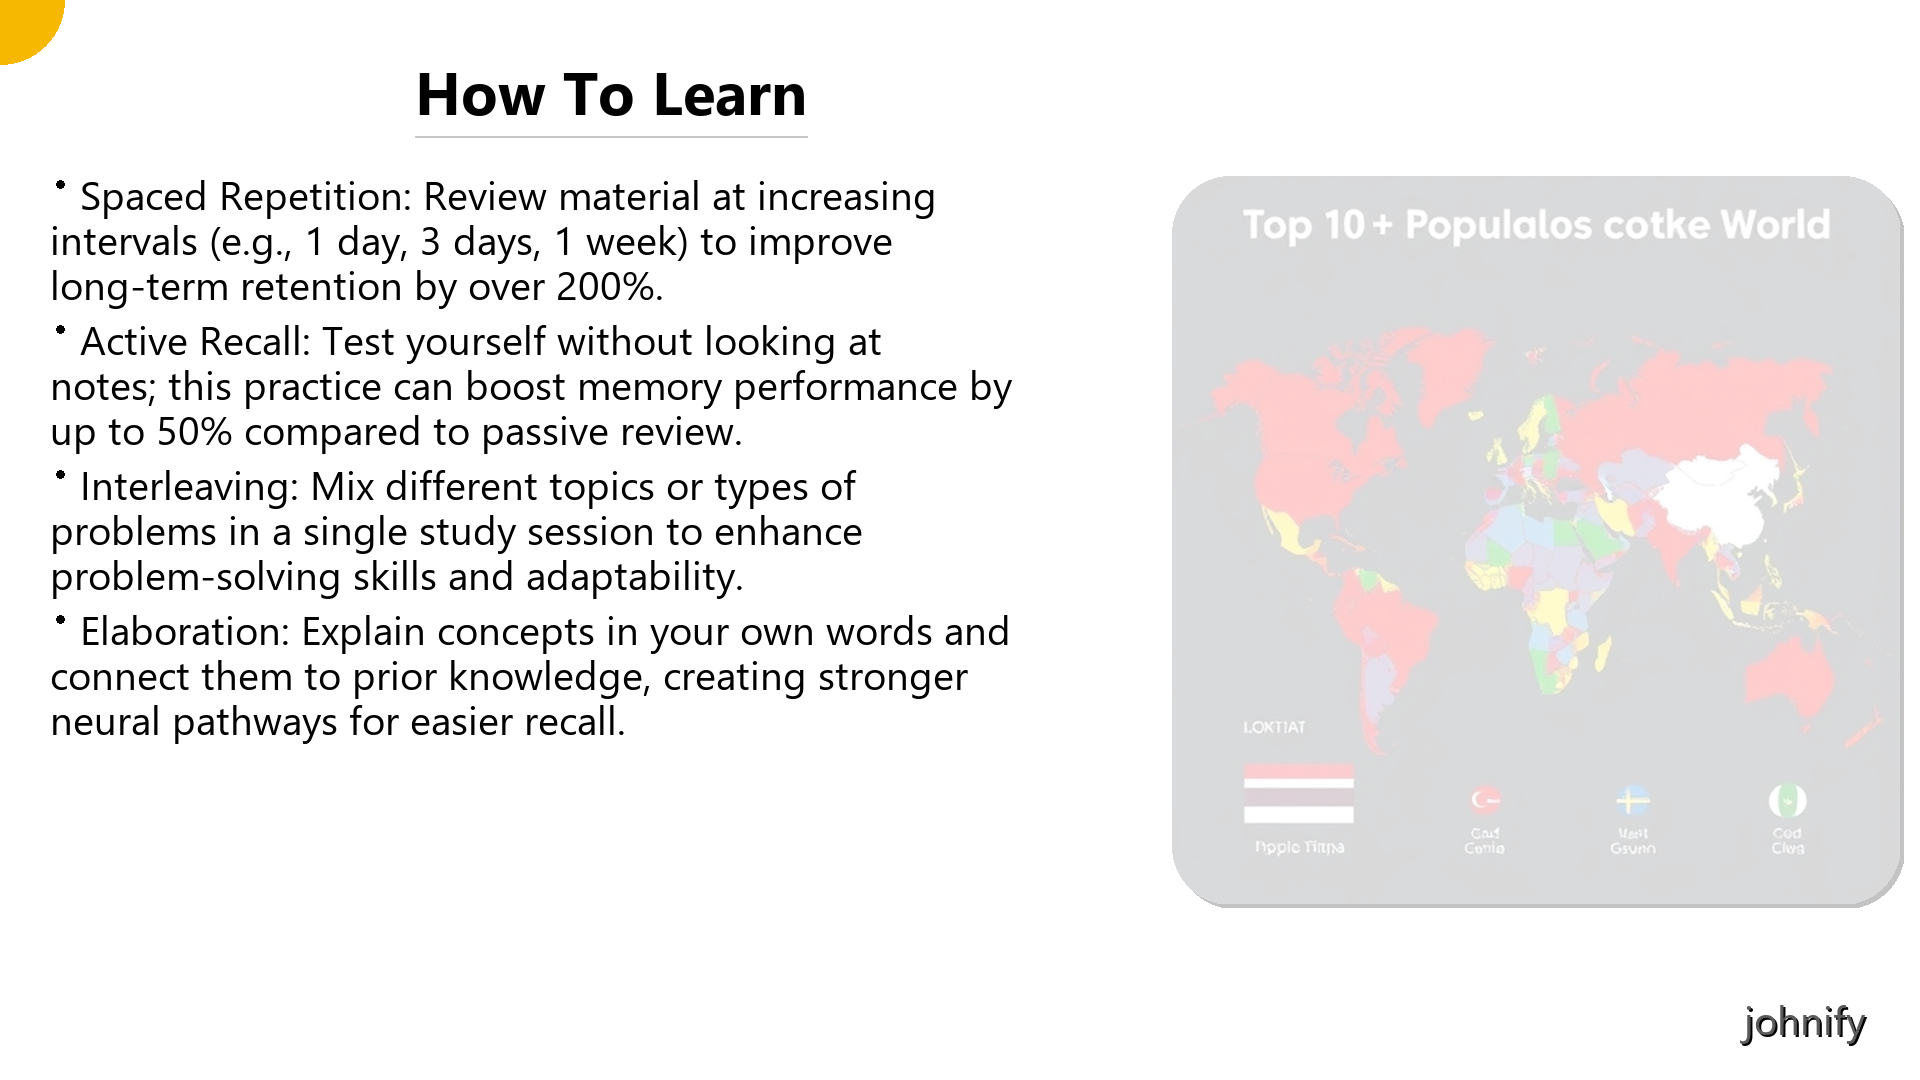 How To Learn
• Spaced Repetition: Review material at increasing
intervals (e.g., 1 day, 3 days, 1 week) to improve
long-term retention by over 200%.
• Active Recall: Test yourself without looking at
notes; this practice can boost memory performance by
up to 50% compared to passive review.
• Interleaving: Mix different topics or types of
problems in a single study session to enhance
problem-solving skills and adaptability.
• Elaboration: Explain concepts in your own words and
connect them to prior knowledge, creating stronger
neural pathways for easier recall.
Top 10+ Populalos cotke World
LOKTIAT
johnify